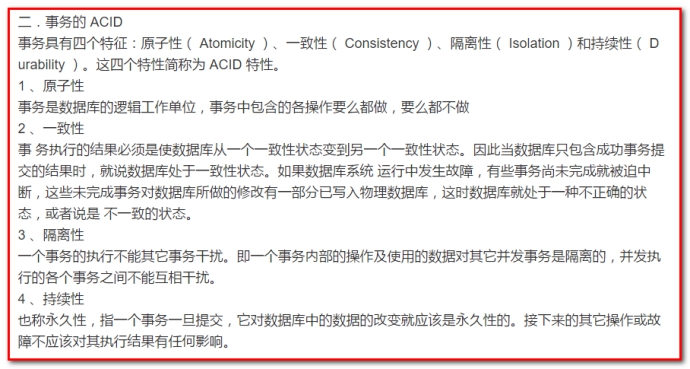 二．事务的 ACID
事务具有四个特征：原子性（ Atomicity ）、一致性（ Consistency ）、隔离性（ Isolation ）和持续性（ D
urability ）。这四个特性简称为 ACID 特性。
1 、原子性
事务是数据库的逻辑工作单位，事务中包含的各操作要么都做，要么都不做
2 、一致性
事 务执行的结果必须是使数据库从一个一致性状态变到另一个一致性状态。因此当数据库只包含成功事务提
交的结果时，就说数据库处于一致性状态。如果数据库系统 运行中发生故障，有些事务尚未完成就被迫中
断，这些未完成事务对数据库所做的修改有一部分已写入物理数据库，这时数据库就处于一种不正确的状
态，或者说是 不一致的状态。
3 、隔离性
一个事务的执行不能其它事务干扰。即一个事务内部的操作及使用的数据对其它并发事务是隔离的，并发执
行的各个事务之间不能互相干扰。
4 、持续性
也称永久性，指一个事务一旦提交，它对数据库中的数据的改变就应该是永久性的。接下来的其它操作或故
障不应该对其执行结果有任何影响。